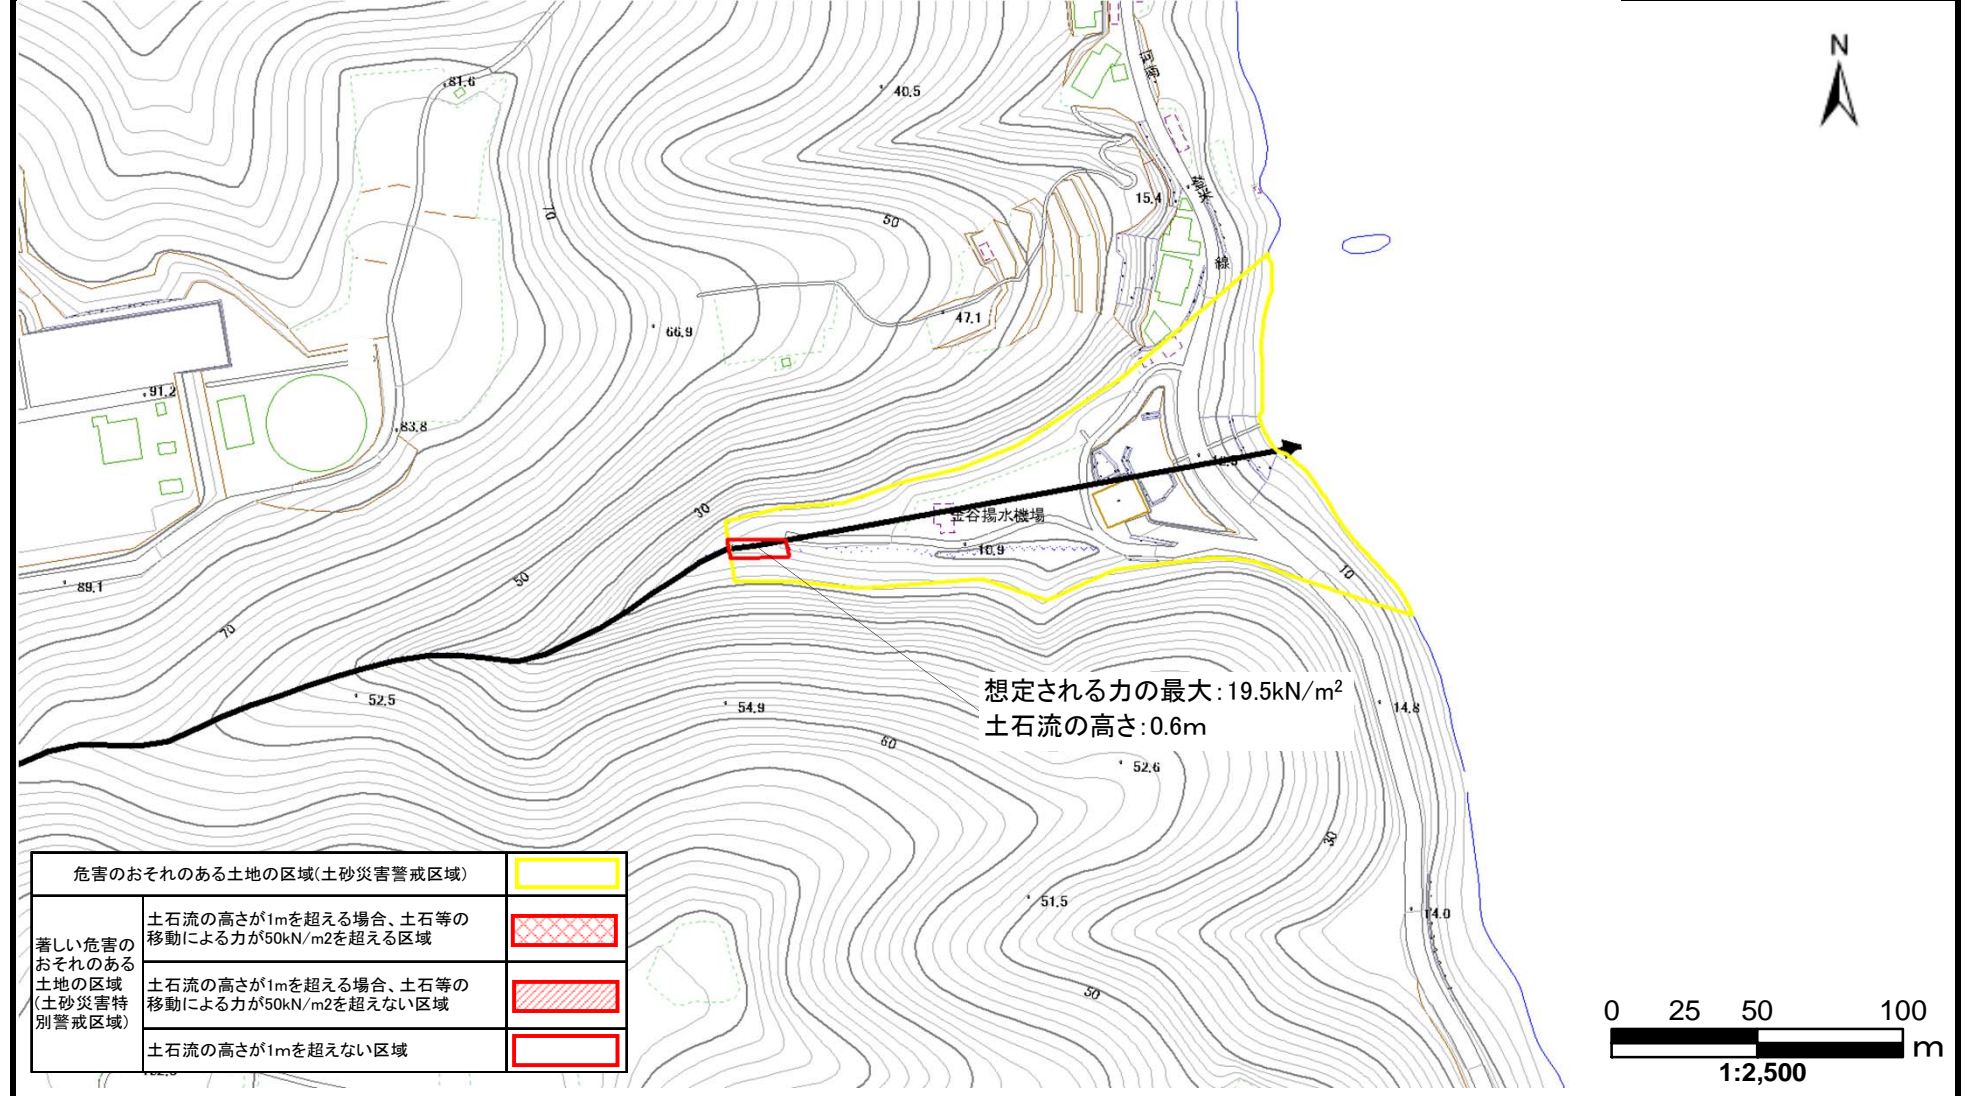 N
81.6
40.5
70
50
15.4
線
66.9
47.1
91.2
83.8
30
金谷揚水機場
10.9
50
89.1
10
70
52.5
54.9
想定される力の最大:19.5kN/m²
土石流の高さ:0.6m
14.8
60
52.6
30
危害のおそれのある土地の区域(土砂災害警戒区域)
著しい危害の
おそれのある
土地の区域
(土砂災害特
別警戒区域)
土石流の高さが1mを超える場合、土石等の
移動による力が50kN/m2を超える区域
土石流の高さが1mを超える場合、土石等の
移動による力が50kN/m2を超えない区域
土石流の高さが1mを超えない区域
51.5
14.0
50
0 25 50 100
m
1:2,500